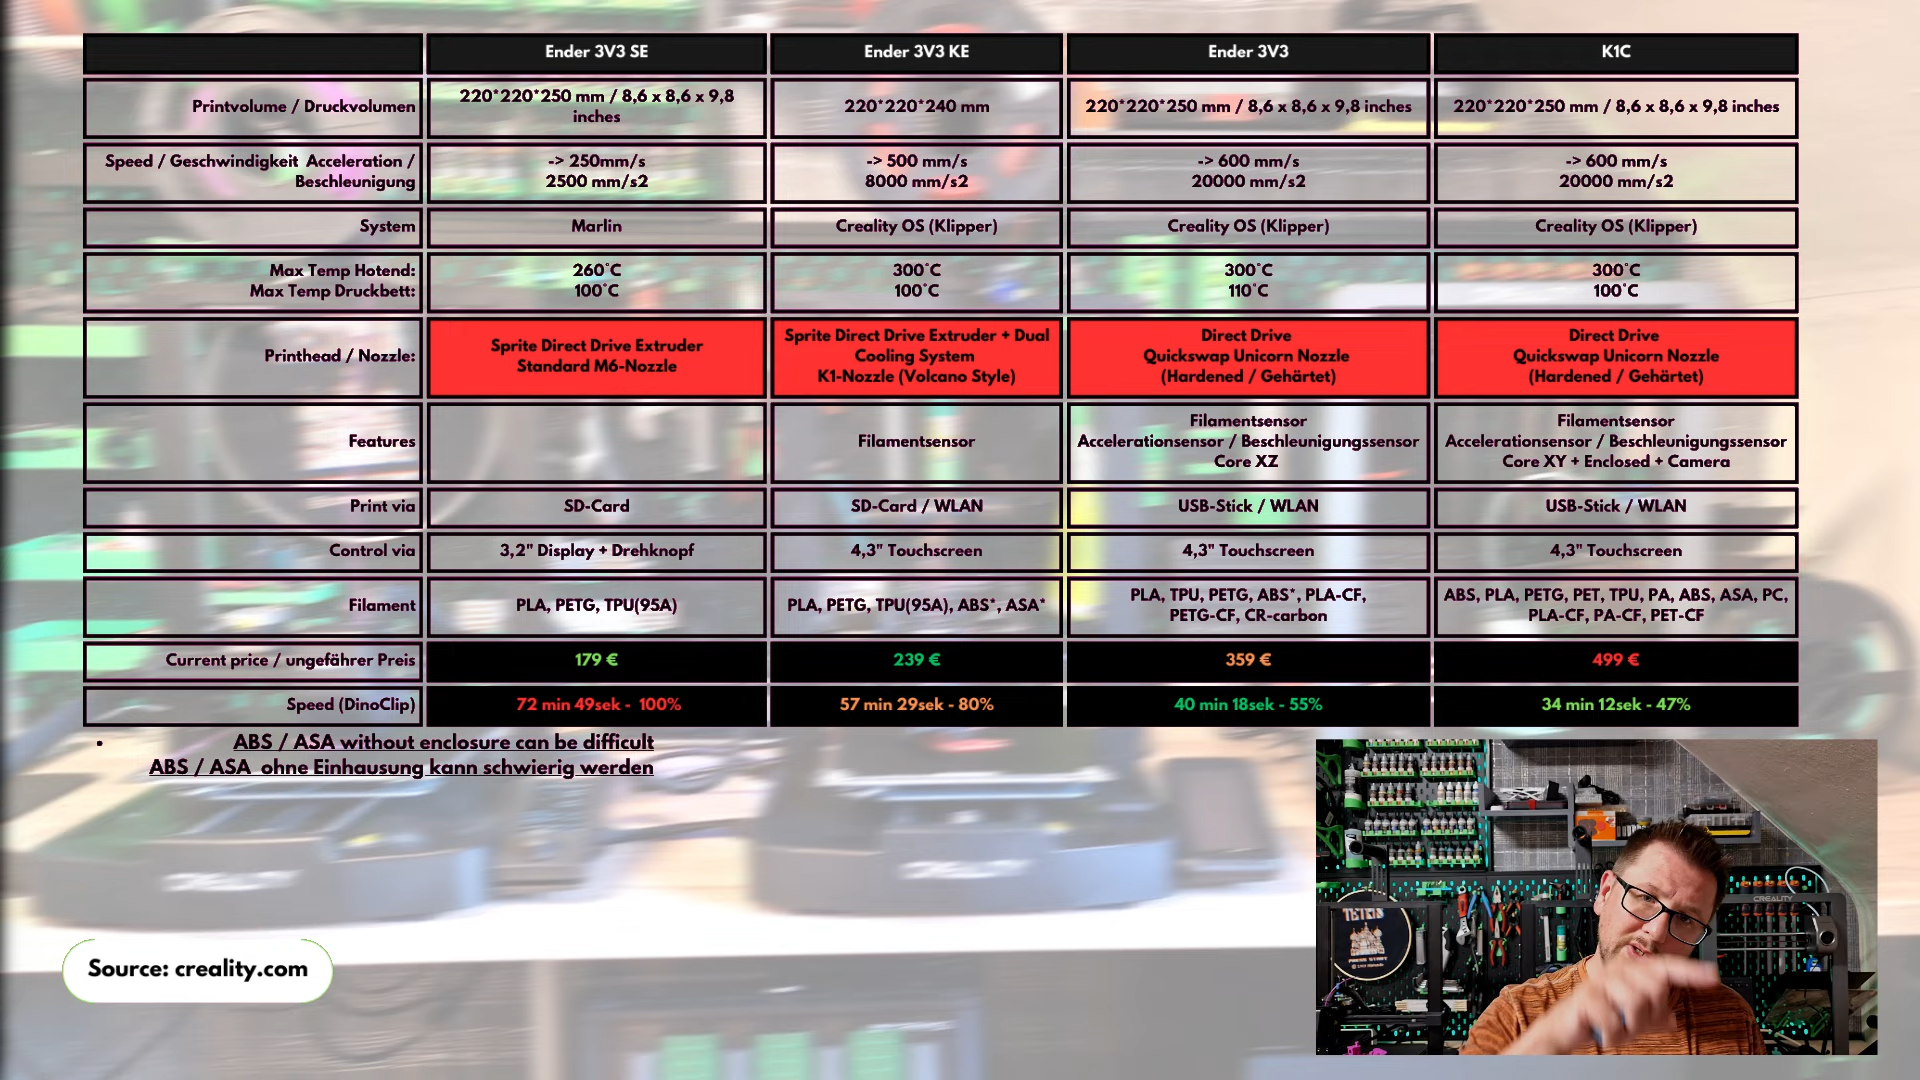 Ender 3V3 SE
Ender 3V3 KE
Ender 3V3
K1C
Printvolume / Druckvolumen
220*220*250 mm / 8,6 x 8,6 x 9,8
inches
220*220*240 mm
220*220*250 mm / 8,6 x 8,6 x 9,8 inches
220*220*250 mm / 8,6 x 8,6 x 9,8 inches
Speed / Geschwindigkeit Acceleration /
Beschleunigung
-> 250mm/s
2500 mm/s2
-> 500 mm/s
8000 mm/s2
-> 600 mm/s
20000 mm/s2
-> 600 mm/s
20000 mm/s2
System
Marlin
Creality OS (Klipper)
Creality OS (Klipper)
Creality OS (Klipper)
Max Temp Hotend:
Max Temp Druckbett:
260°C
100°C
300°C
100°C
300°C
110°C
300°C
100°C
Printhead / Nozzle:
Sprite Direct Drive Extruder
Standard M6-Nozzle
Sprite Direct Drive Extruder + Dual
Cooling System
K1-Nozzle (Volcano Style)
Direct Drive
Quickswap Unicorn Nozzle
(Hardened / Gehärtet)
Direct Drive
Quickswap Unicorn Nozzle
(Hardened / Gehärtet)
Features
Filamentsensor
Filamentsensor
Accelerationsensor / Beschleunigungssensor
Core XZ
Filamentsensor
Accelerationsensor / Beschleunigungssensor
Core XY + Enclosed + Camera
Print via
SD-Card
SD-Card / WLAN
USB-Stick / WLAN
USB-Stick / WLAN
Control via
3,2" Display + Drehknopf
4,3" Touchscreen
4,3" Touchscreen
4,3" Touchscreen
Filament
PLA, PETG, TPU(95A)
PLA, PETG, TPU(95A), ABS*, ASA*
PLA, TPU, PETG, ABS*, PLA-CF,
PETG-CF, CR-carbon
ABS, PLA, PETG, PET, TPU, PA, ABS, ASA, PC,
PLA-CF, PA-CF, PET-CF
Current price / ungefährer Preis
179 €
239 €
359 €
499 €
Speed (DinoClip)
72 min 49sek - 100%
57 min 29sek - 80%
40 min 18sek - 55%
34 min 12sek - 47%
• ABS / ASA without enclosure can be difficult
ABS / ASA ohne Einhausung kann schwierig werden
CREALITY
CREALITY
TETRIS
PRESS START
CREALITY
Source: creality.com